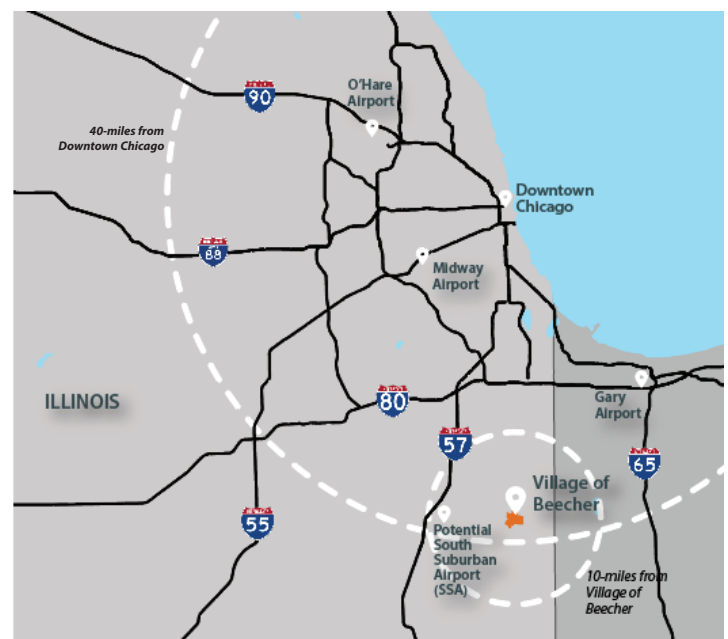 O'Hare
Airport
90
40-miles from
Downtown Chicago
Downtown
Chicago
88
Midway
Airport
ILLINOIS
80
Gary
Airport
57
65
Village of
Beecher
55
Potential
South
Suburban
Airport
(SSA)
10-miles from
Village of
Beecher